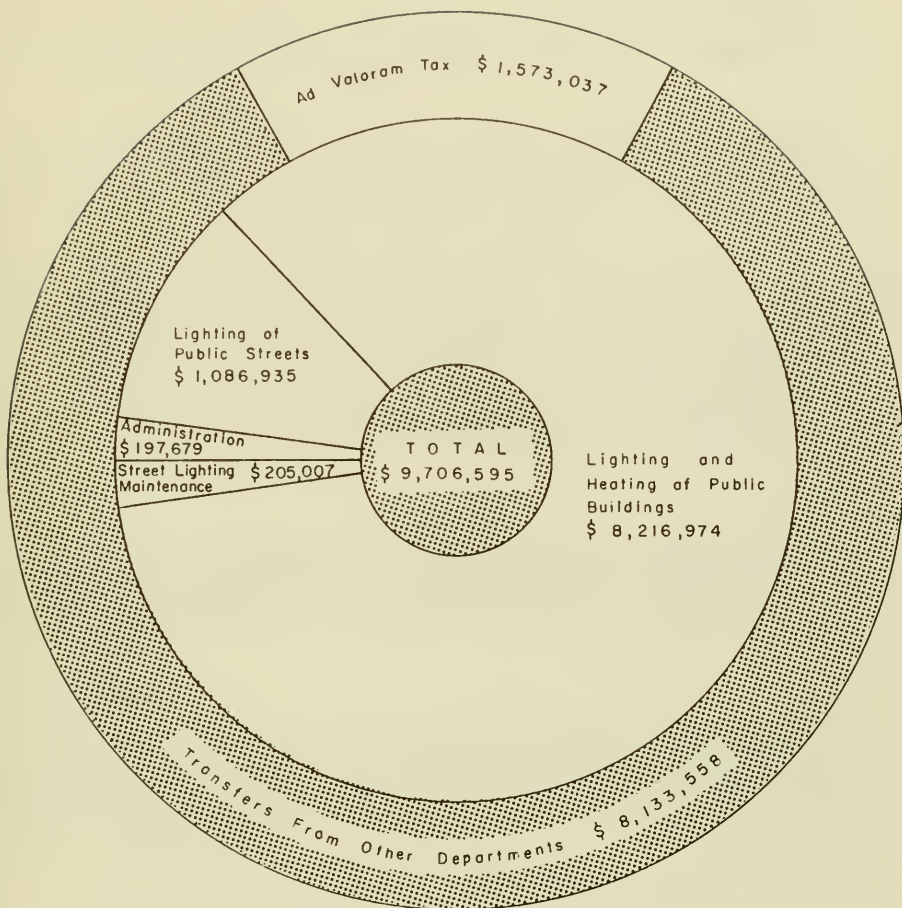 Ad Valoram Tax $ 1,573,037
Lighting of
Public Streets
$ 1,086,935
Administration
$ 197,679
Street Lighting $ 205,007
Maintenance
TOTAL
$ 9,706,595
Lighting and
Heating of Public
Buildings
$ 8,216,974
Transfers From Other Departments $ 8,133,558